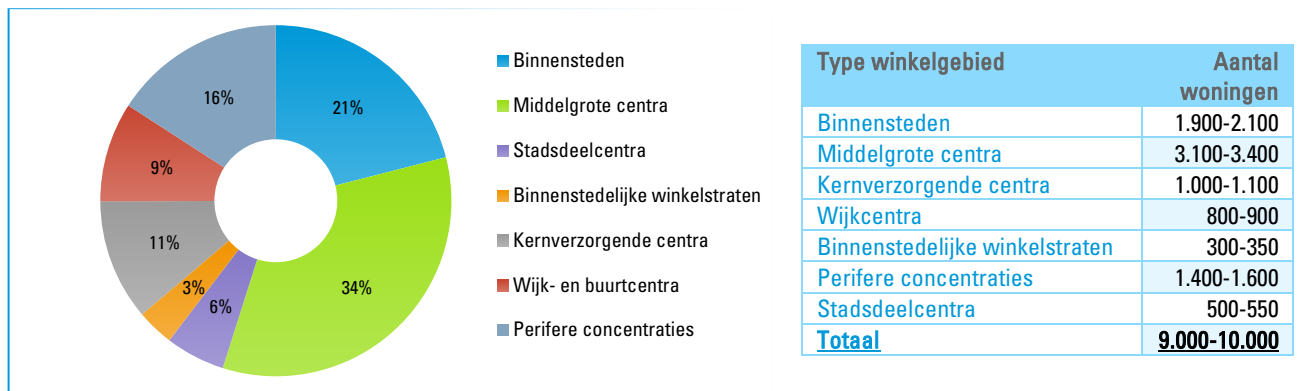 21%
34%
6%
3%
11%
9%
16%
Binnensteden
Middelgrote centra
Stadsdeelcentra
Binnenstedelijke winkelstraten
Kernverzorgende centra
Wijk- en buurtcentra
Perifere concentraties
Type winkelgebied Aantal
woningen
Binnensteden 1.900-2.100
Middelgrote centra 3.100-3.400
Kernverzorgende centra 1.000-1.100
Wijkcentra 800-900
Binnenstedelijke winkelstraten 300-350
Perifere concentraties 1.400-1.600
Stadsdeelcentra 500-550
Totaal 9.000-10.000